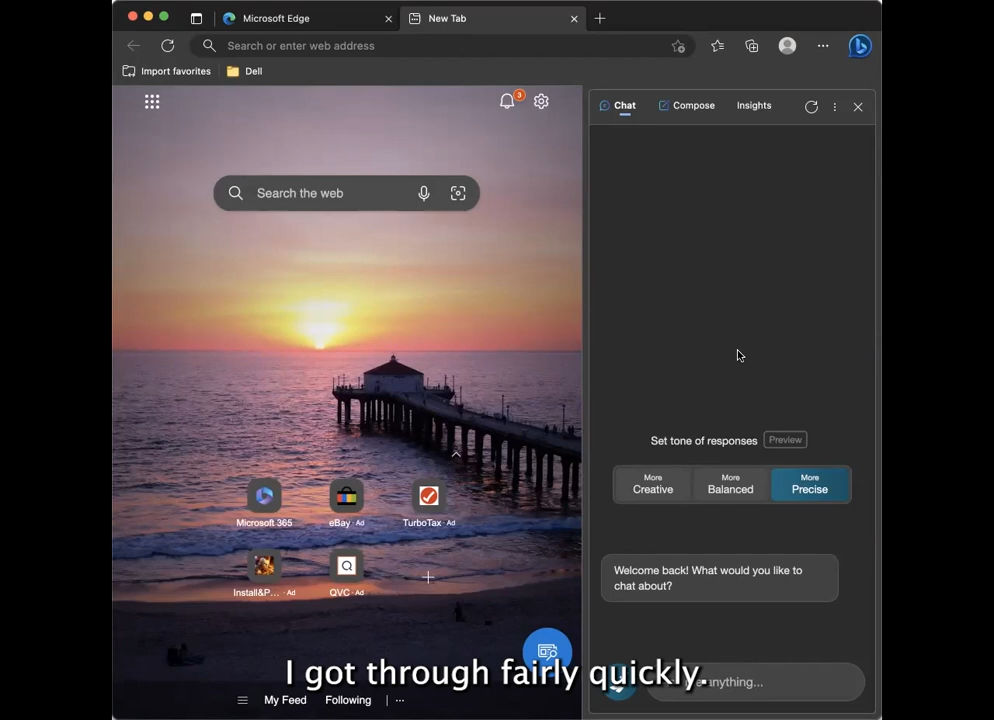 Microsoft Edge
New Tab
Search or enter web address
Import favorites
Dell
3
Chat
Compose
Insights
Search the web
Set tone of responses
Preview
More
Creative
More
Balanced
More
Precise
Microsoft 365
eBay · Ad
TurboTax · Ad
Welcome back! What would you like to
chat about?
Install&P... · Ad
QVC · Ad
I got through fairly quickly.
anything...
My Feed
Following